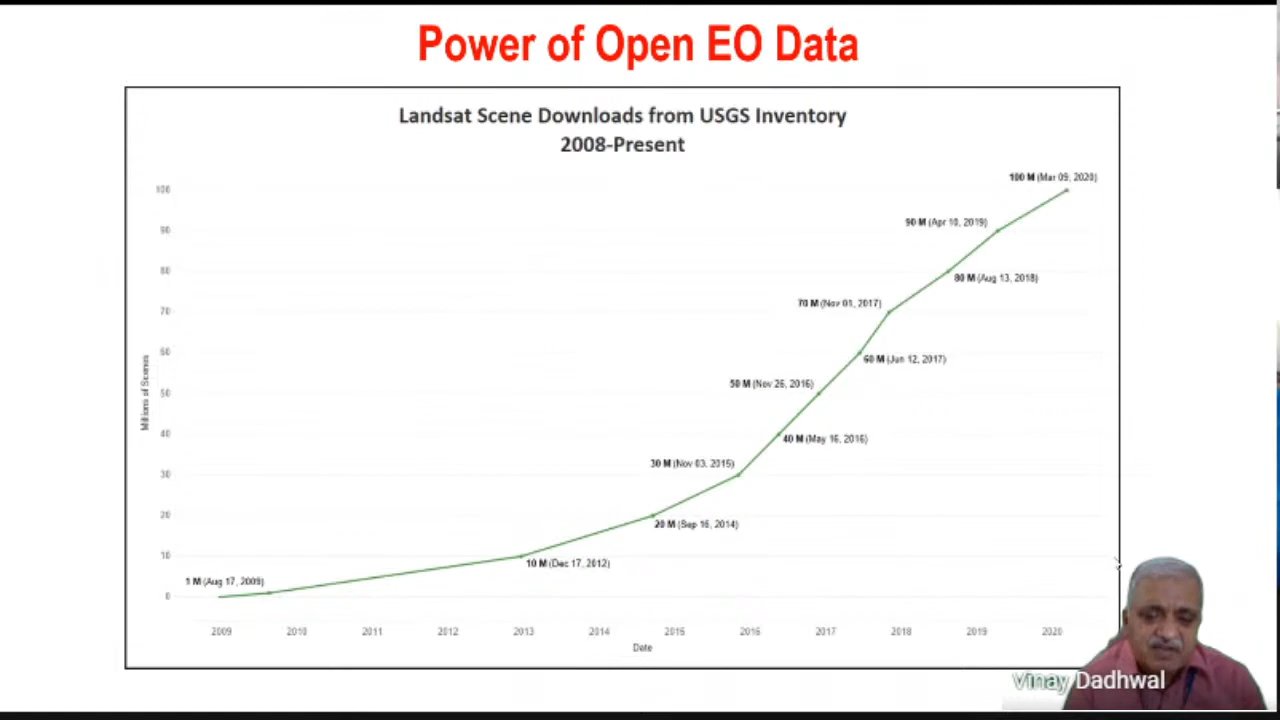 Power of Open EO Data
Landsat Scene Downloads from USGS Inventory
2008-Present
100 M (Mar 09, 2020)
100
90 M (Apr 10, 2019)
90
80
80 M (Aug 13, 2018)
70 M (Nov 01, 2017)
70
60
60 M (Jun 12, 2017)
50 M (Nov 26, 2016)
50
40
40 M (May 16, 2016)
30 M (Nov 03, 2015)
30
20
20 M (Sep 16, 2014)
10
10 M (Dec 17, 2012)
1 M (Aug 17, 2009)
0
Millions of Scenes
2009 2010 2011 2012 2013 2014 2015 2016 2017 2018 2019 2020
Date
Vinay Dadhwal